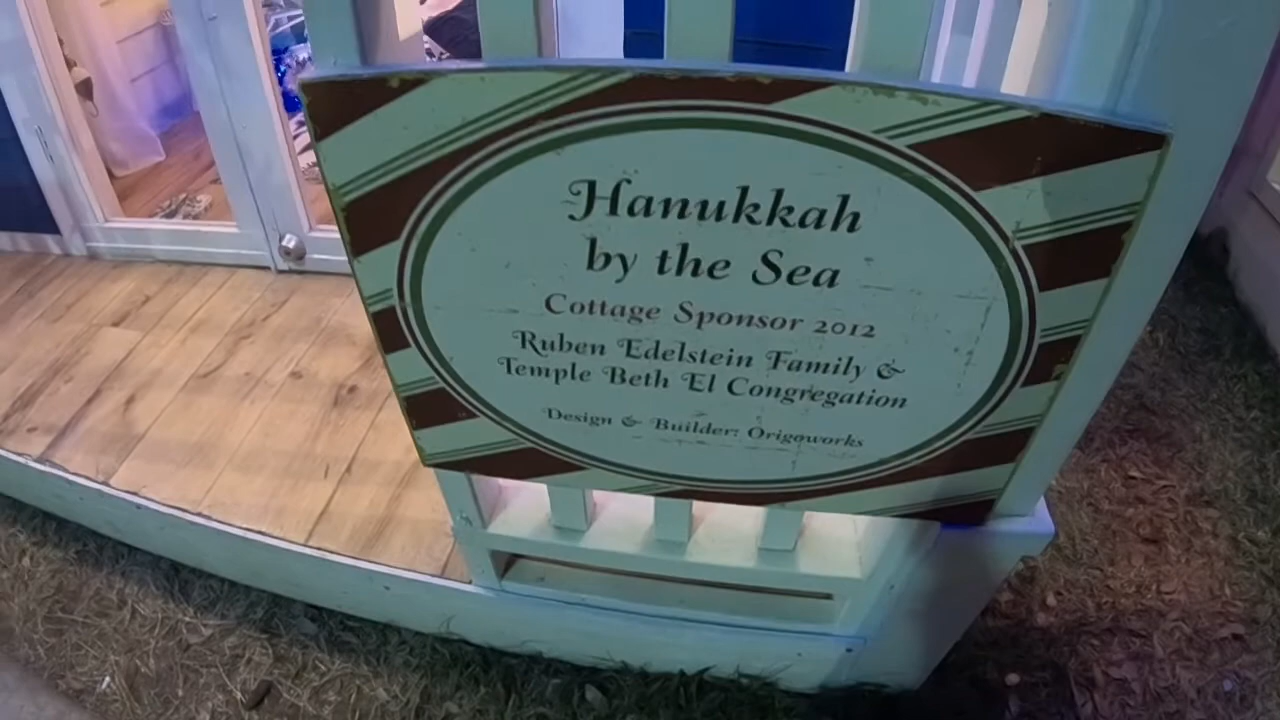 Hanukkah
by the Sea
Cottage Sponsor 2012
Ruben Edelstein Family &
Temple Beth El Congregation
Design & Builder: Origoworks